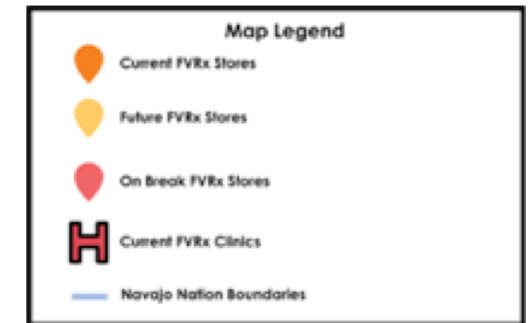 Map Legend
Current FVRx Stores
Future FVRx Stores
On Break FVRx Stores
H Current FVRx Clinics
Navajo Nation Boundaries